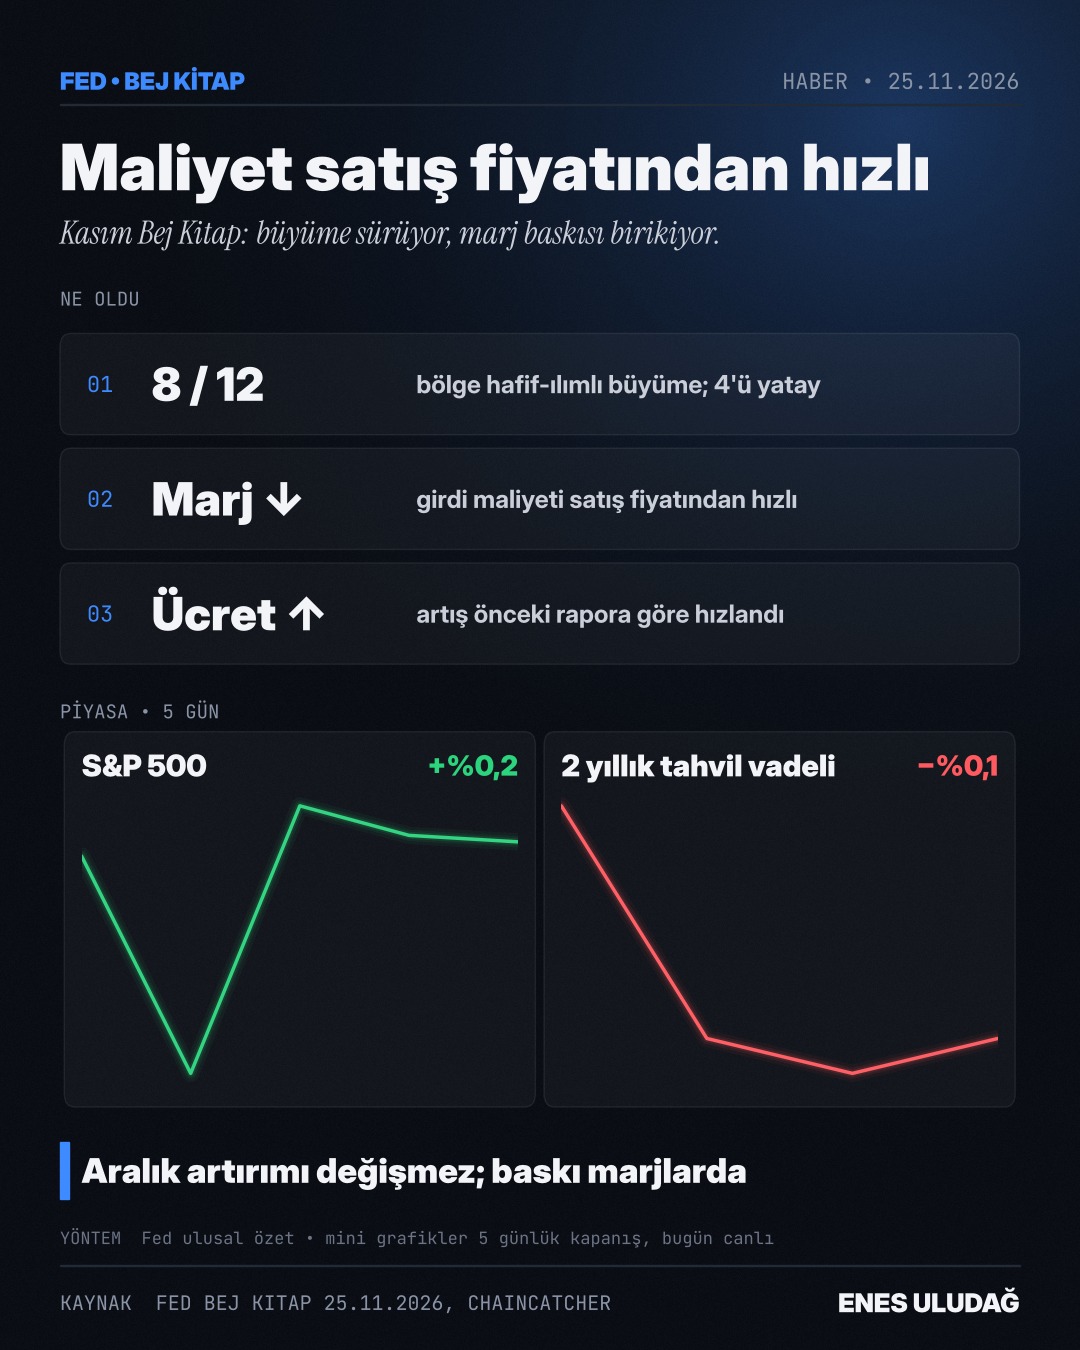 FED • BEJ KİTAP
HABER • 25.11.2026
Maliyet satış fiyatından hızlı
Kasım Bej Kitap: büyüme sürüyor, marj baskısı birikiyor.
NE OLDU
01 8 / 12 bölge hafif-ılımlı büyüme; 4'ü yatay
02 Marj ↓ girdi maliyeti satış fiyatından hızlı
03 Ücret ↑ artış önceki rapora göre hızlandı
PİYASA • 5 GÜN
S&P 500 +%0,2
2 yıllık tahvil vadeli −%0,1
Aralık artırımı değişmez; baskı marjlarda
YÖNTEM Fed ulusal özet • mini grafikler 5 günlük kapanış, bugün canlı
KAYNAK FED BEJ KITAP 25.11.2026, CHAINCATCHER
ENES ULUDAĞ